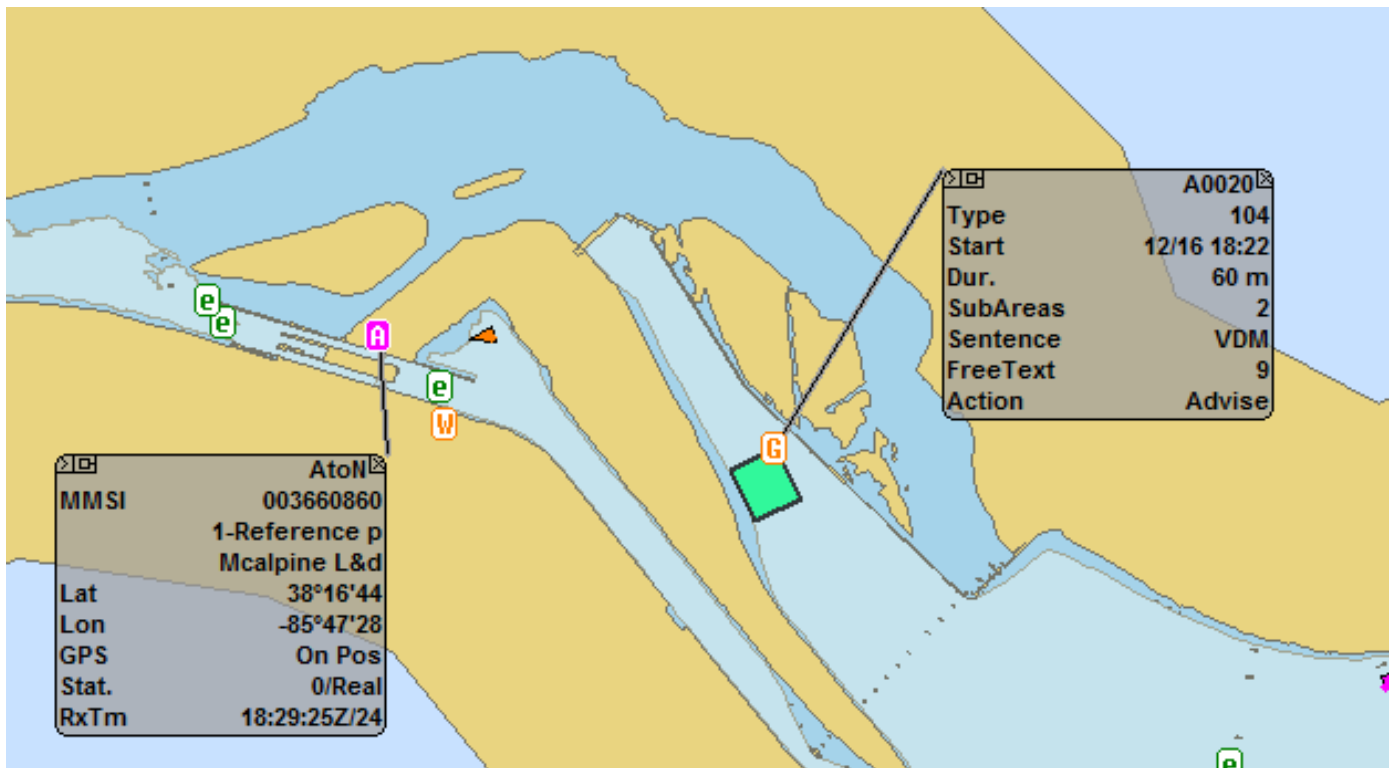 A0020
Type 104
Start 12/16 18:22
Dur. 60 m
SubAreas 2
Sentence VDM
FreeText 9
Action Advise
e
e
A
e
W
G
AtoN
MMSI 003660860
1-Reference p
Mcalpine L&d
Lat 38°16'44
Lon -85°47'28
GPS On Pos
Stat. 0/Real
RxTm 18:29:25Z/24
e